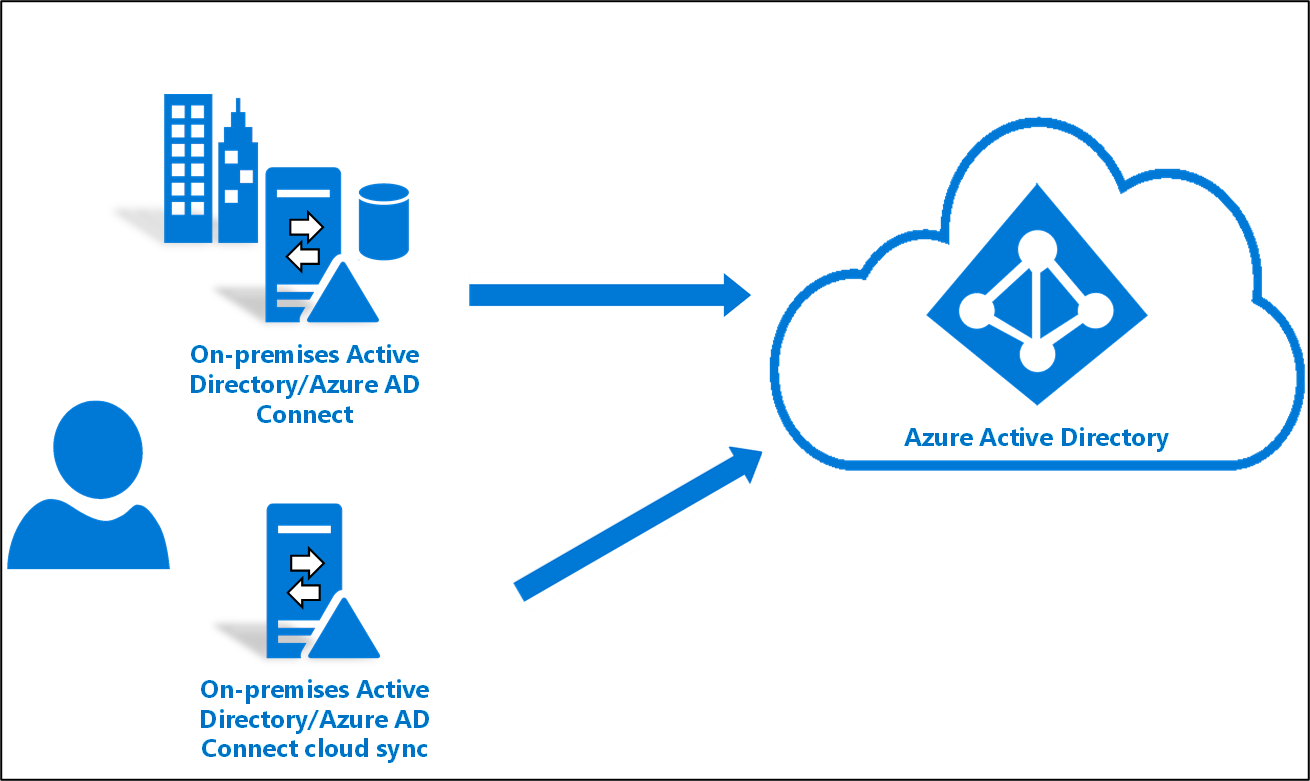 On-premises Active
Directory/Azure AD
Connect
Azure Active Directory
On-premises Active
Directory/Azure AD
Connect cloud sync